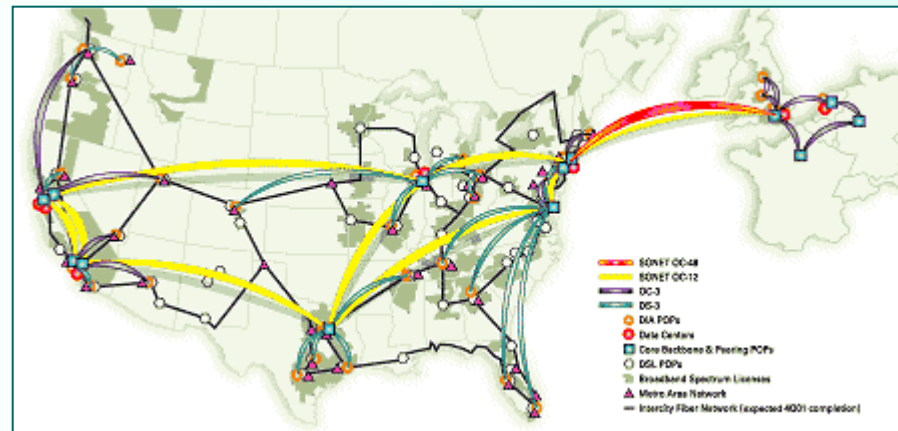 SONET OC-48
SONET OC-12
OC-3
DS-3
DIA POPs
Data Centers
Core Backbone & Peering POPs
DSL POPs
Broadband Spectrum Licenses
Metro Area Network
Intercity Fiber Network (expected 4Q01 completion)